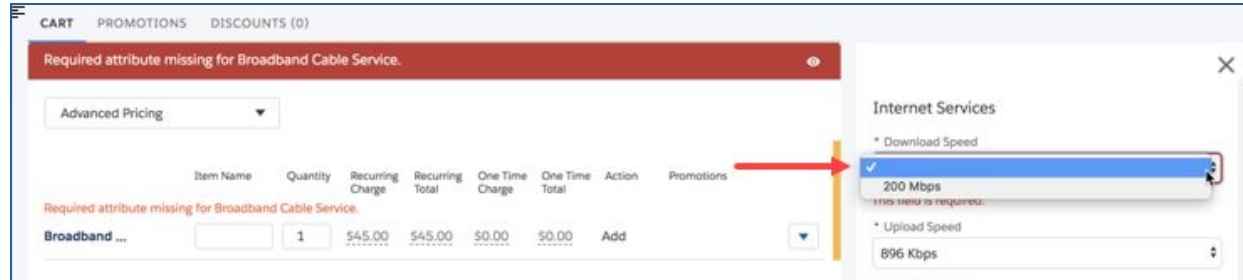 CART PROMOTIONS DISCOUNTS (0)
Required attribute missing for Broadband Cable Service.
Advanced Pricing
Item Name Quantity Recurring Charge Recurring Total One Time Charge One Time Total Action Promotions
Required attribute missing for Broadband Cable Service.
Broadband ... 1 $45.00 $45.00 $0.00 $0.00 Add
Internet Services
* Download Speed
200 Mbps
This field is required.
* Upload Speed
896 Kbps